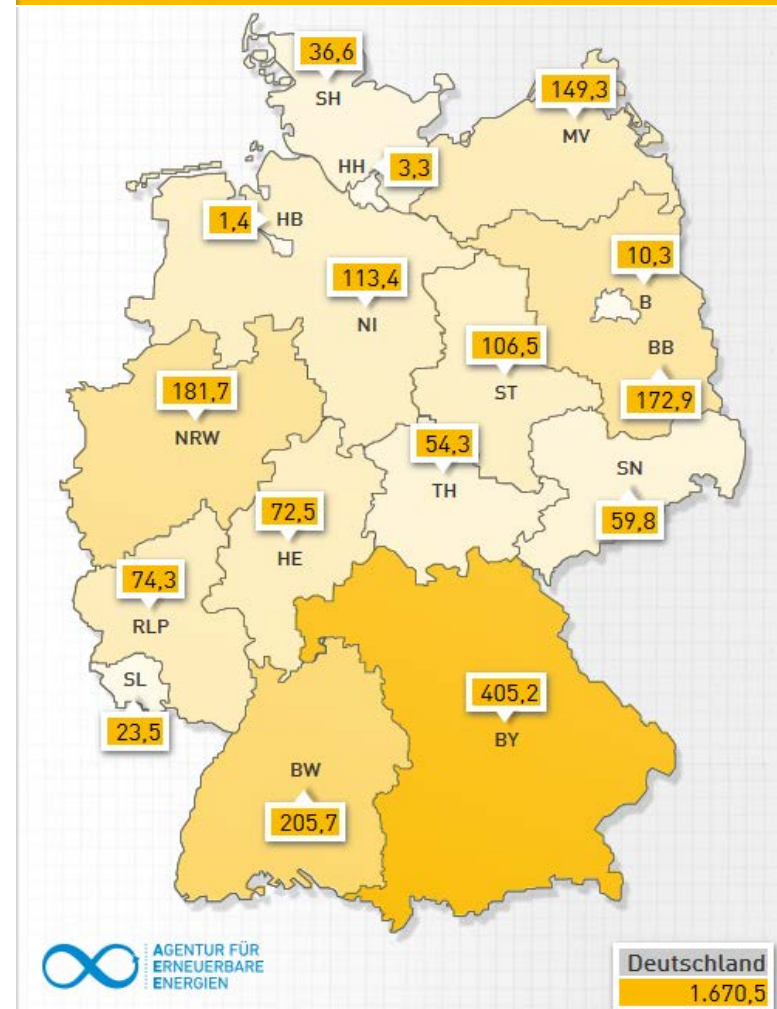 36,6
SH
149,3
MV
HH
3,3
1,4
HB
10,3
B
113,4
NI
106,5
ST
BB
172,9
181,7
NRW
54,3
TH
SN
59,8
72,5
HE
74,3
RLP
SL
23,5
405,2
BY
BW
205,7
AGENTUR FÜR
ERNEUERBARE
ENERGIEN
Deutschland
1.670,5